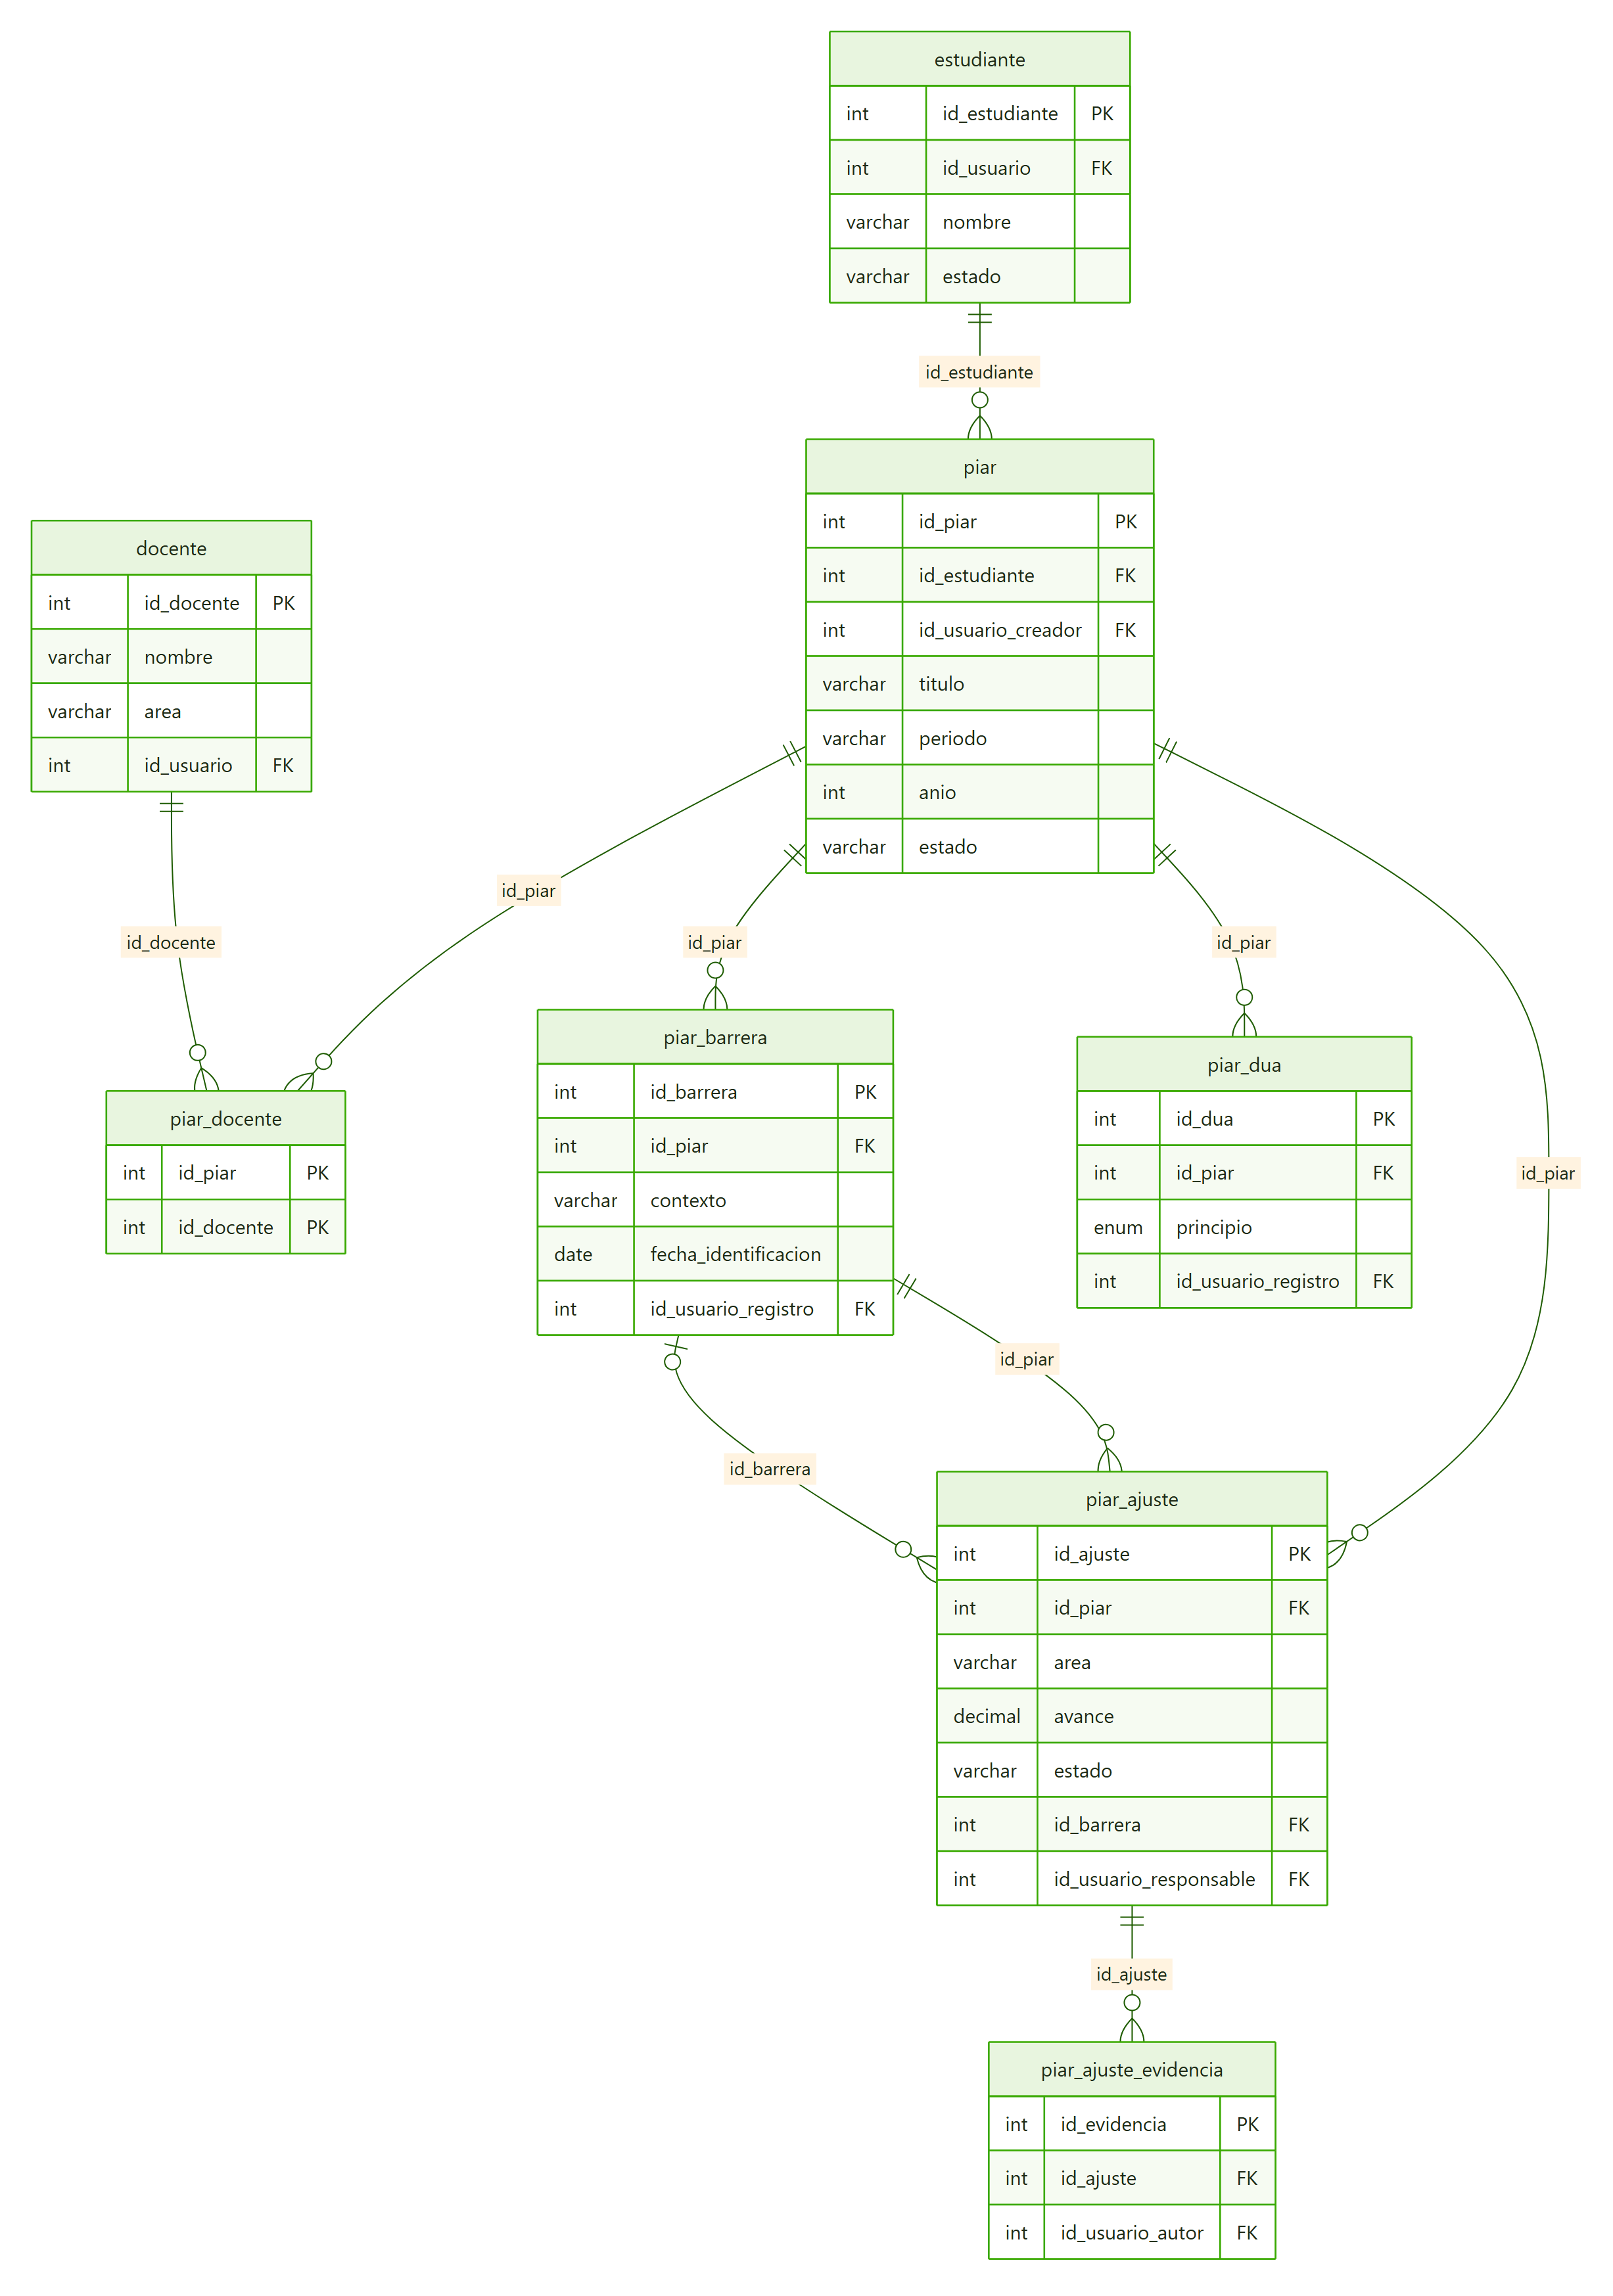 estudiante
int id_estudiante PK
int id_usuario FK
varchar nombre
varchar estado
id_estudiante
piar
int id_piar PK
int id_estudiante FK
int id_usuario_creador FK
varchar titulo
varchar periodo
int anio
varchar estado
docente
int id_docente PK
varchar nombre
varchar area
int id_usuario FK
id_piar
id_docente
id_piar
id_piar
id_piar
piar_docente
int id_piar PK
int id_docente PK
piar_barrera
int id_barrera PK
int id_piar FK
varchar contexto
date fecha_identificacion
int id_usuario_registro FK
piar_dua
int id_dua PK
int id_piar FK
enum principio
int id_usuario_registro FK
id_piar
id_barrera
piar_ajuste
int id_ajuste PK
int id_piar FK
varchar area
decimal avance
varchar estado
int id_barrera FK
int id_usuario_responsable FK
id_ajuste
piar_ajuste_evidencia
int id_evidencia PK
int id_ajuste FK
int id_usuario_autor FK